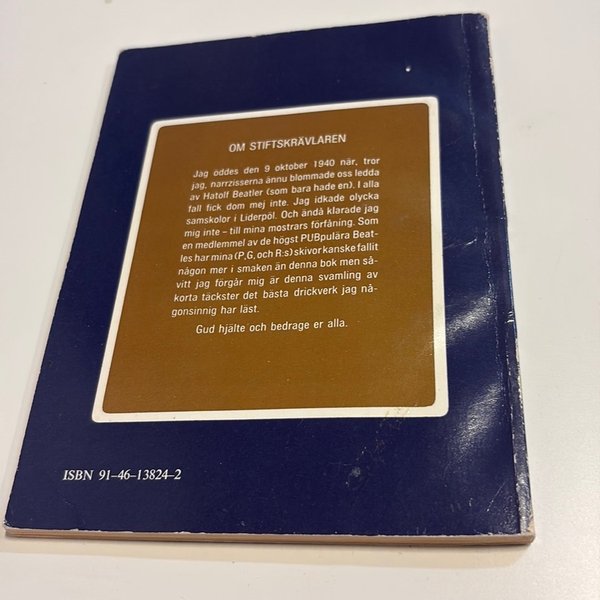 OM STIFTSKRÄVLAREN
Jag öddes den 9 oktober 1940 när, tror
jag, narrzisserna ännu blommade oss ledda
av Hatolf Beatler (som bara hade en). I alla
fall fick dom mej inte. Jag idkade olycka
samskolor i Liderpöl. Och ändå klarade jag
mig inte – till mina mostrars förfåning. Som
en medlemmel av de högst PUBpulära Beat-
les har mina (P,G, och R:s) skivor kanske fallit
någon mer i smaken än denna bok men så-
vitt jag förgår mig är denna svamling av
korta täckster det bästa drickverk jag nå-
gonsinnig har läst.
Gud hjälte och bedrage er alla.
ISBN 91–46–13824–2